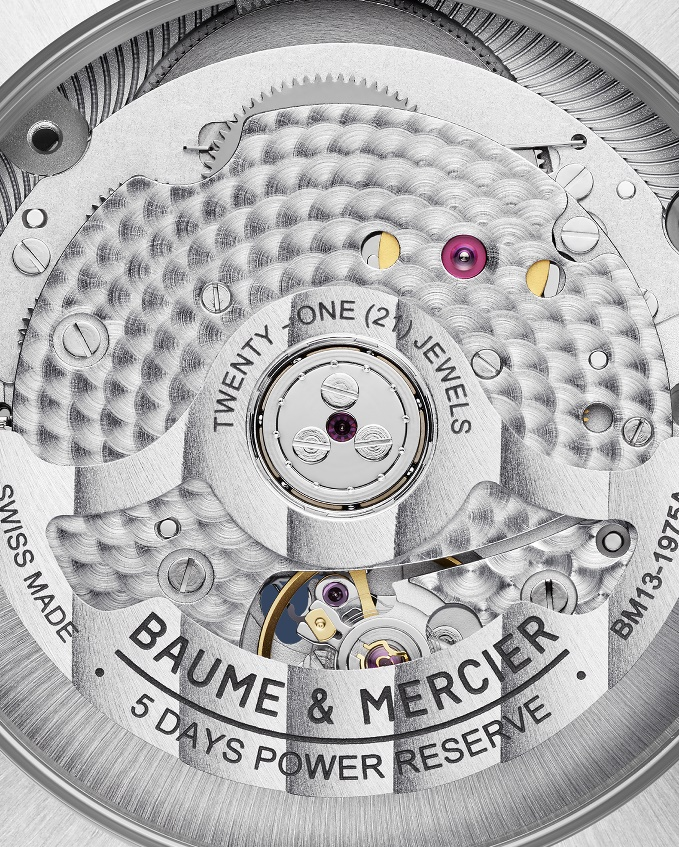 TWENTY-ONE (21) JEWELS
SWISS MADE
BAUME & MERCIER
5 DAYS POWER RESERVE
BM13-1975A